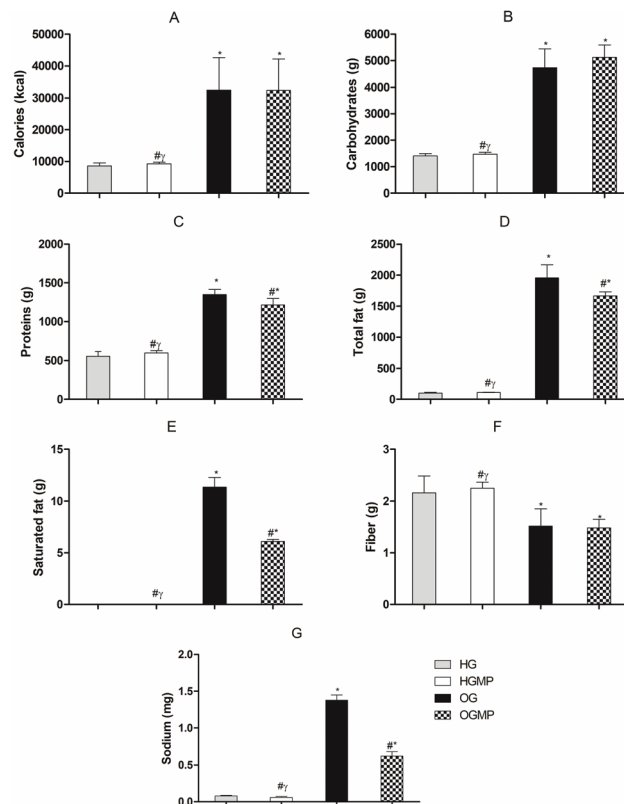 A
Calories (kcal)
50000
40000
30000
20000
10000
0
#γ
*
*
B
Carbohydrates (g)
6000
5000
4000
3000
2000
1000
0
#γ
*
*
C
Proteins (g)
2000
1500
1000
500
0
#γ
*
#*
D
Total fat (g)
2500
2000
1500
1000
500
0
#γ
*
#*
E
Saturated fat (g)
15
10
5
0
#γ
*
#*
F
Fiber (g)
3
2
1
0
#γ
*
*
G
Sodium (mg)
2.0
1.5
1.0
0.5
0.0
#γ
*
#*
HG
HGMP
OG
OGMP